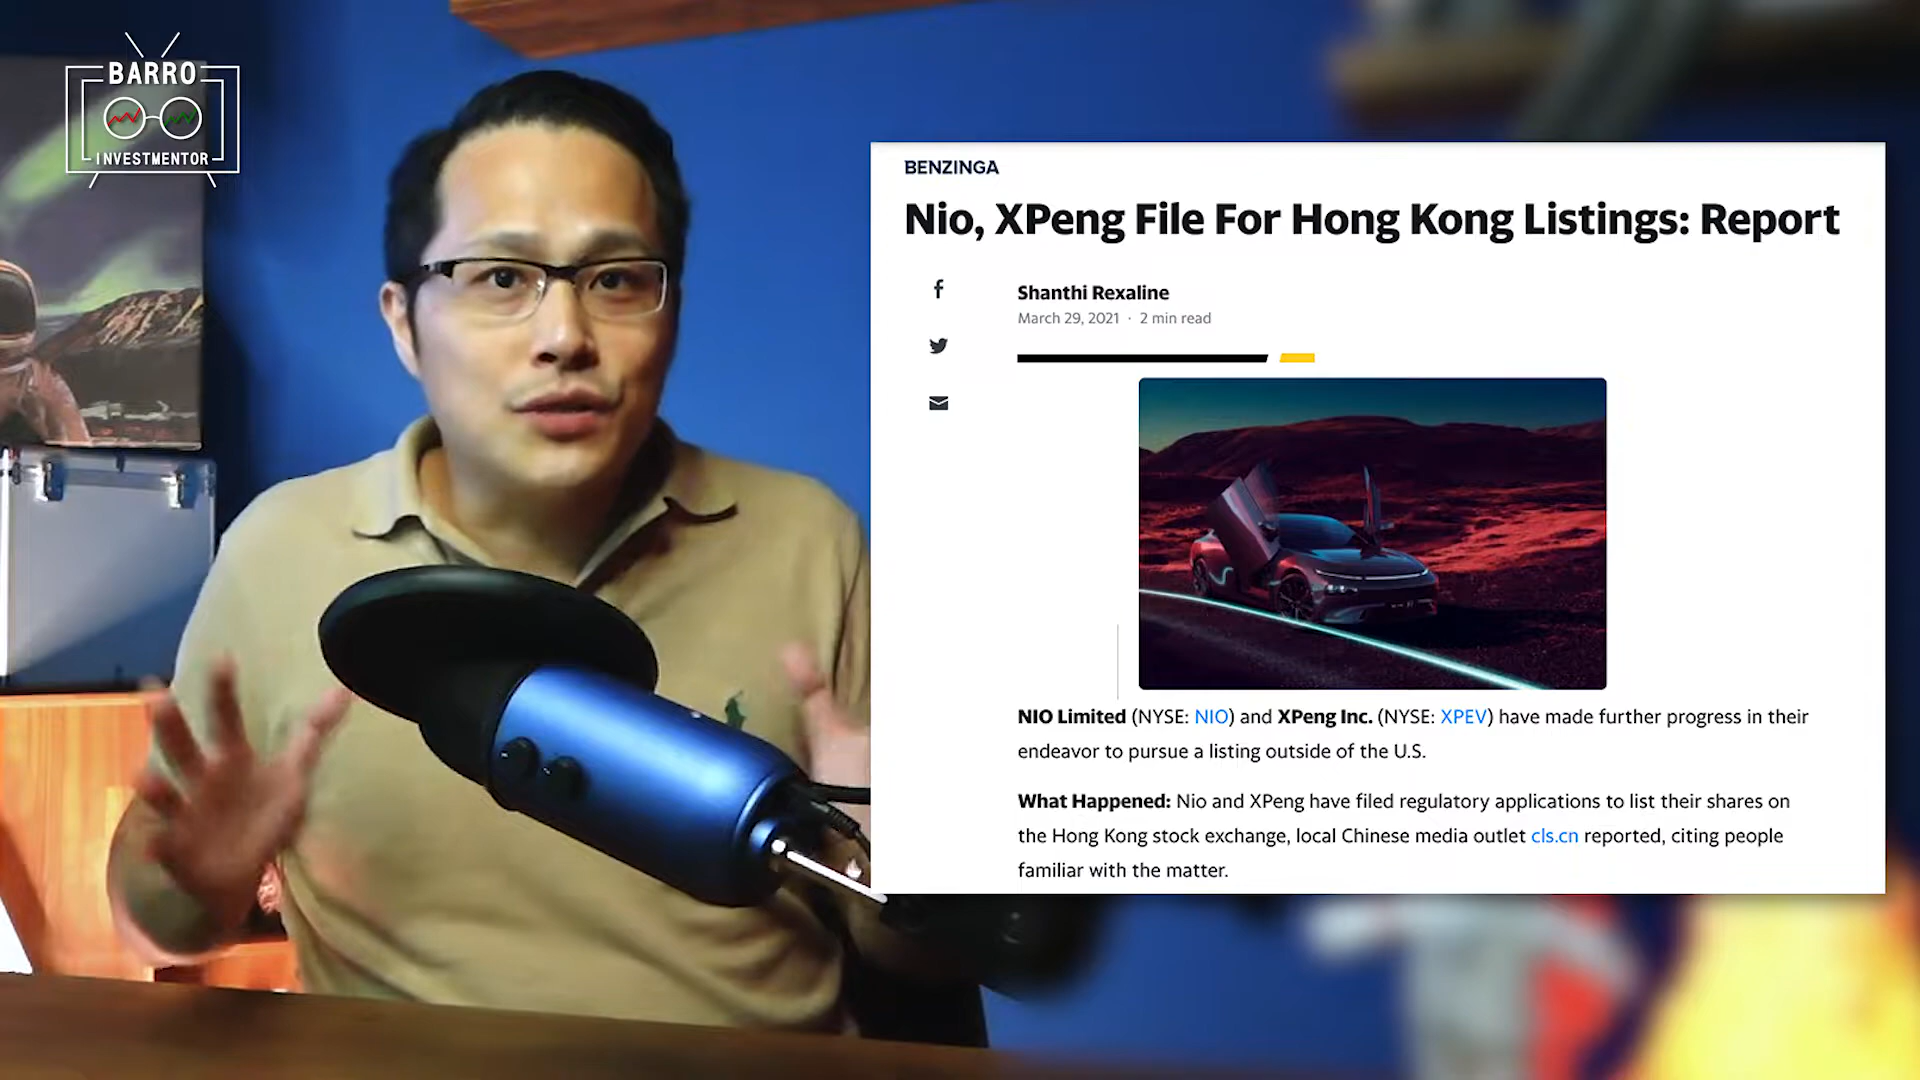 BARRO
INVESTMENTOR
BENZINGA
Nio, XPeng File For Hong Kong Listings: Report
Shanthi Rexaline
March 29, 2021 · 2 min read
NIO Limited (NYSE: NIO) and XPeng Inc. (NYSE: XPEV) have made further progress in their
endeavor to pursue a listing outside of the U.S.
What Happened: Nio and XPeng have filed regulatory applications to list their shares on
the Hong Kong stock exchange, local Chinese media outlet cls.cn reported, citing people
familiar with the matter.